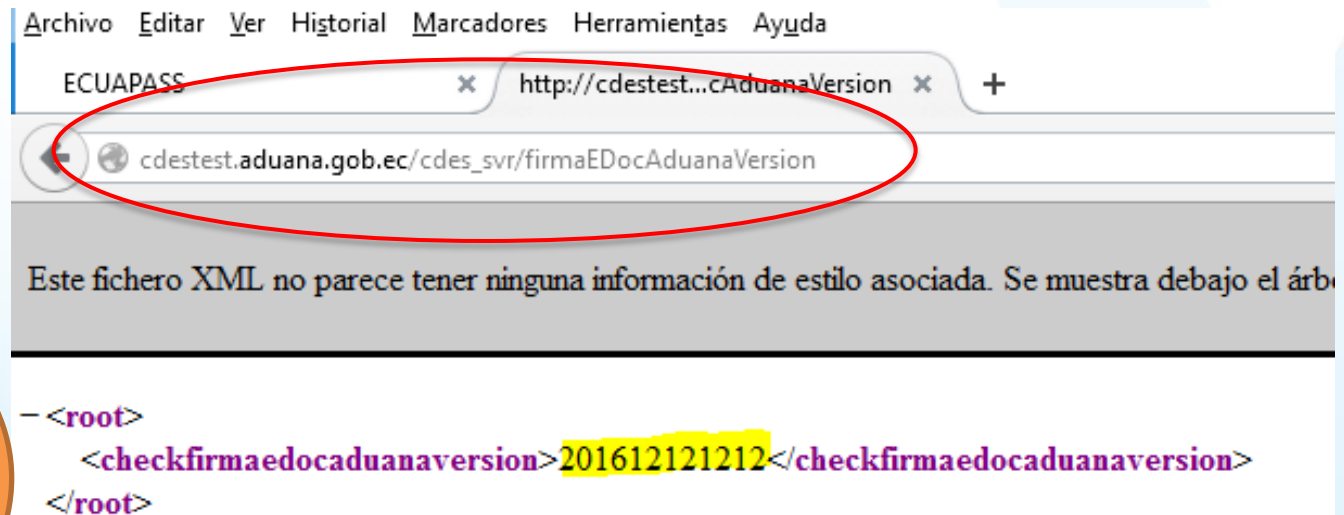 Archivo Editar Ver Historial Marcadores Herramientas Ayuda
ECUAPASS × http://cdestest...cAduanaVersion × +
cdestest.aduana.gob.ec/cdes_svr/firmaEDocAduanaVersion
Este fichero XML no parece tener ninguna información de estilo asociada. Se muestra debajo el
−<root>
<checkfirmaedocaduanaversion>201612121212</checkfirmaedocaduanaversion>
</root>